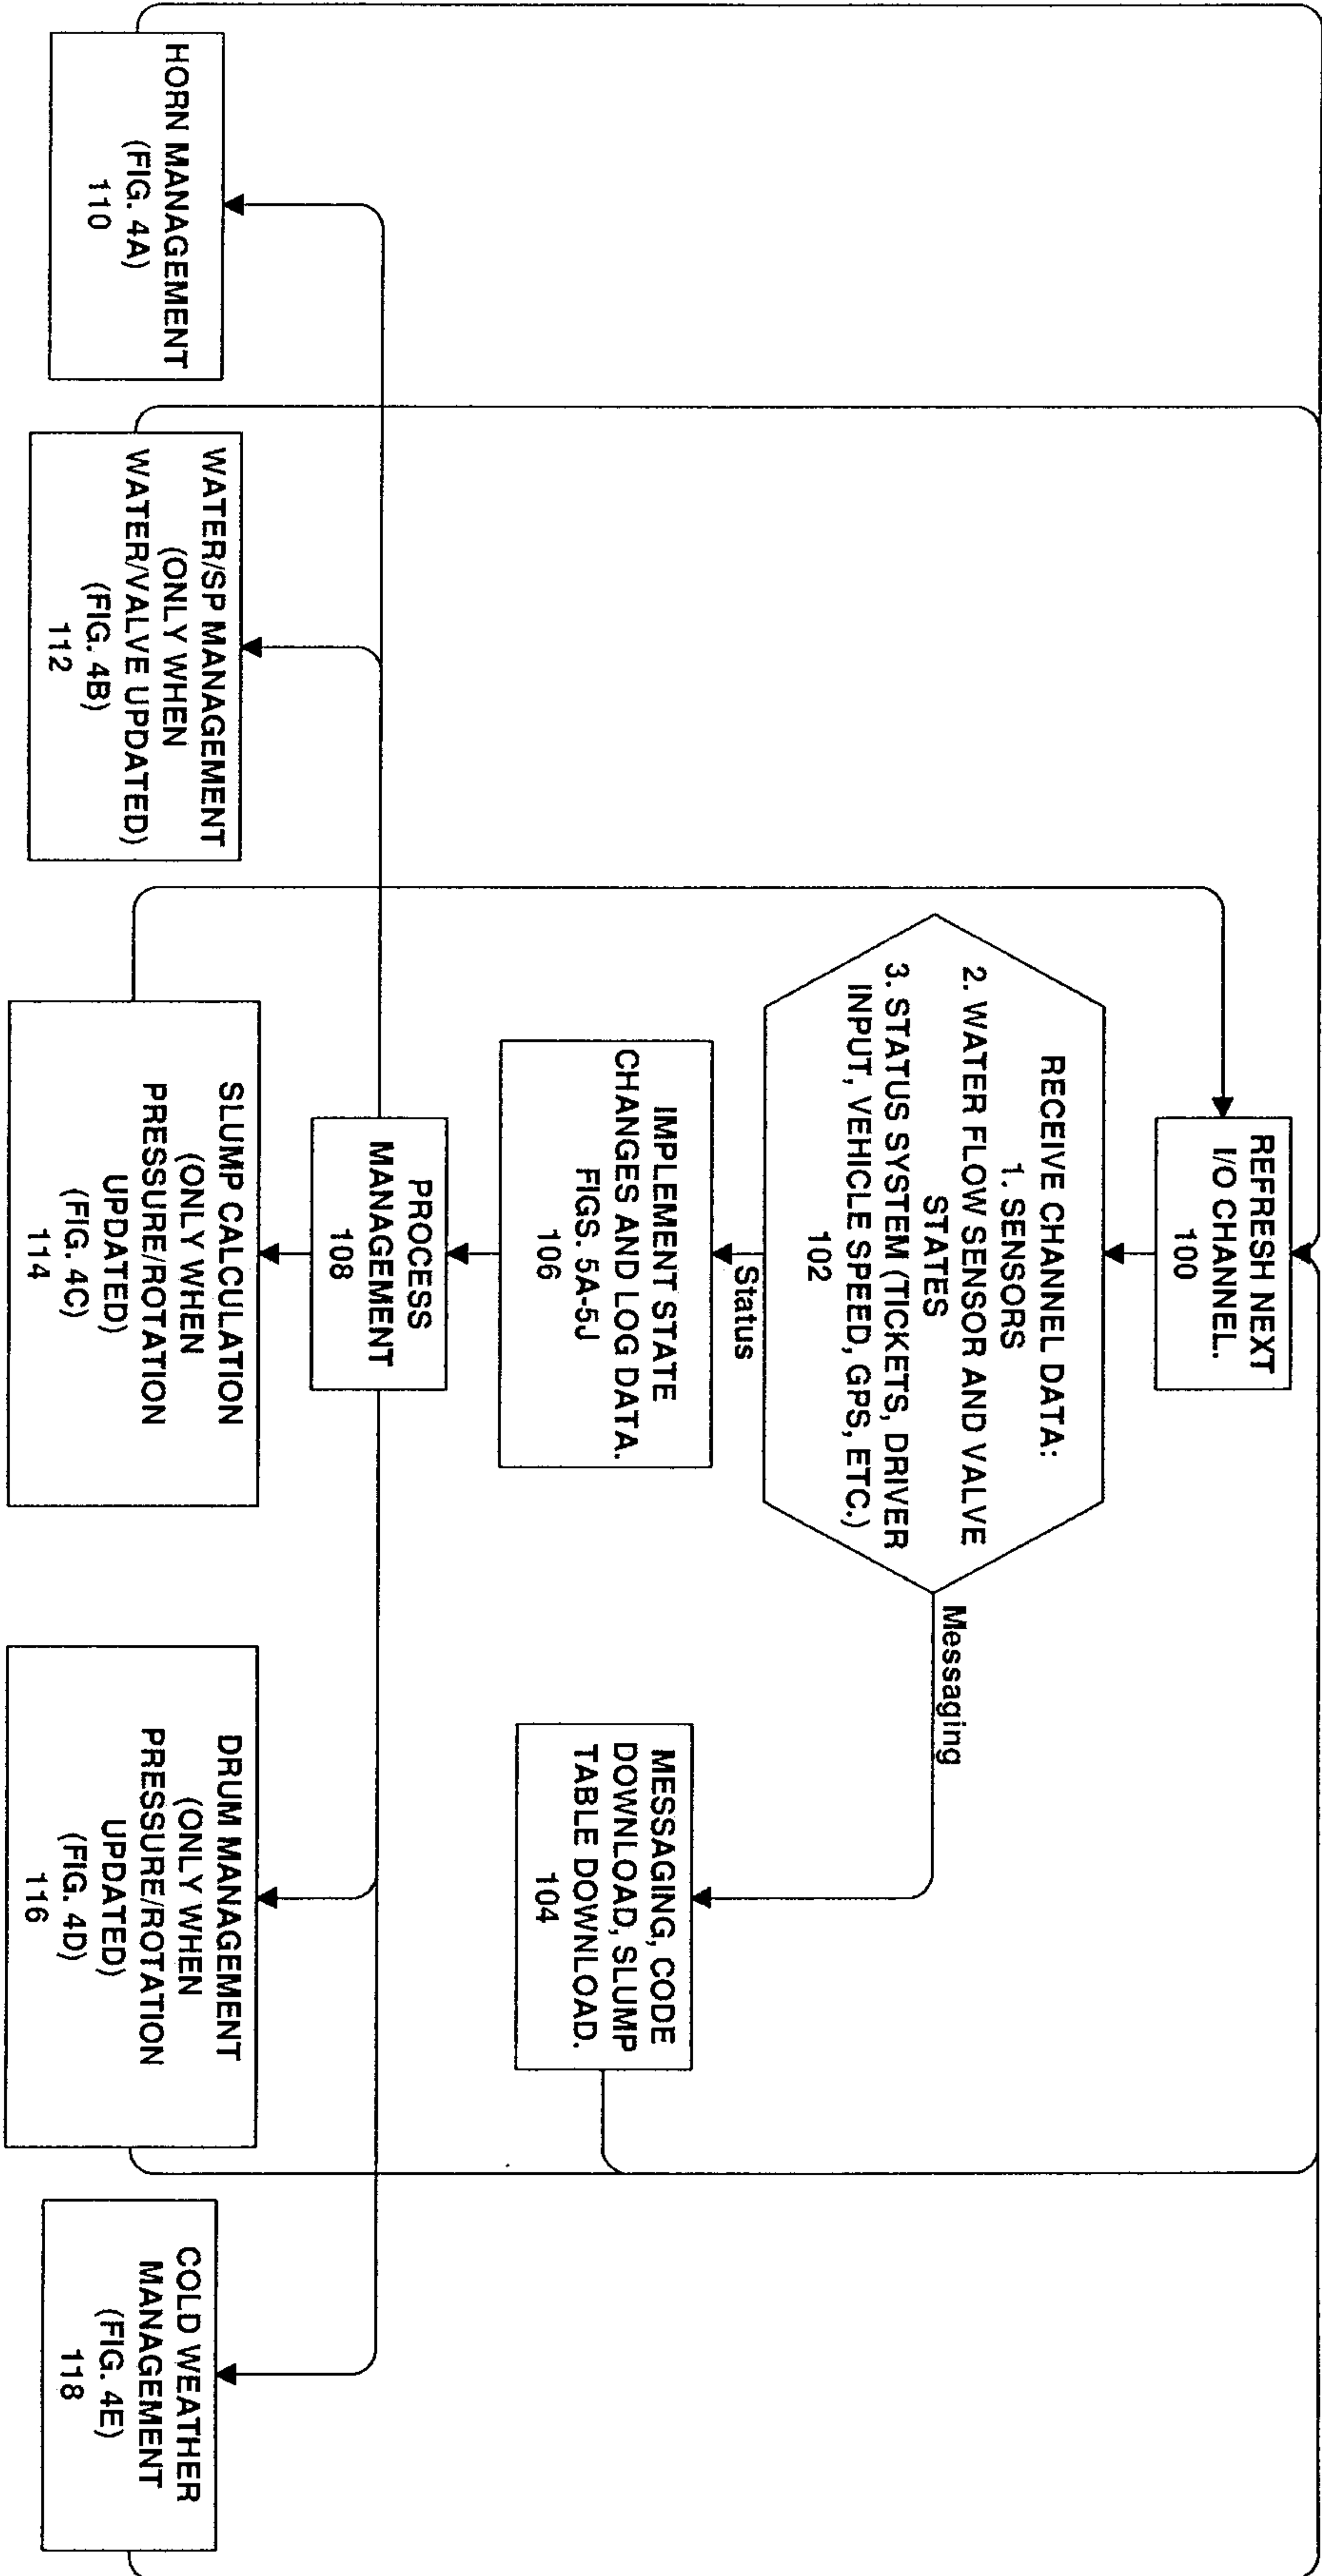 REFRESH NEXT
I/O CHANNEL.
100
RECEIVE CHANNEL DATA:
1. SENSORS
2. WATER FLOW SENSOR AND VALVE
STATES
3. STATUS SYSTEM (TICKETS, DRIVER
INPUT, VEHICLE SPEED, GPS, ETC.)
102
Messaging
Status
MESSAGING, CODE
DOWNLOAD, SLUMP
TABLE DOWNLOAD.
104
IMPLEMENT STATE
CHANGES AND LOG DATA.
FIGS. 5A-5J
106
PROCESS
MANAGEMENT
108
HORN MANAGEMENT
(FIG. 4A)
110
WATER/SP MANAGEMENT
(ONLY WHEN
WATER/VALVE UPDATED)
(FIG. 4B)
112
SLUMP CALCULATION
(ONLY WHEN
PRESSURE/ROTATION
UPDATED)
(FIG. 4C)
114
DRUM MANAGEMENT
(ONLY WHEN
PRESSURE/ROTATION
UPDATED)
(FIG. 4D)
116
COLD WEATHER
MANAGEMENT
(FIG. 4E)
118